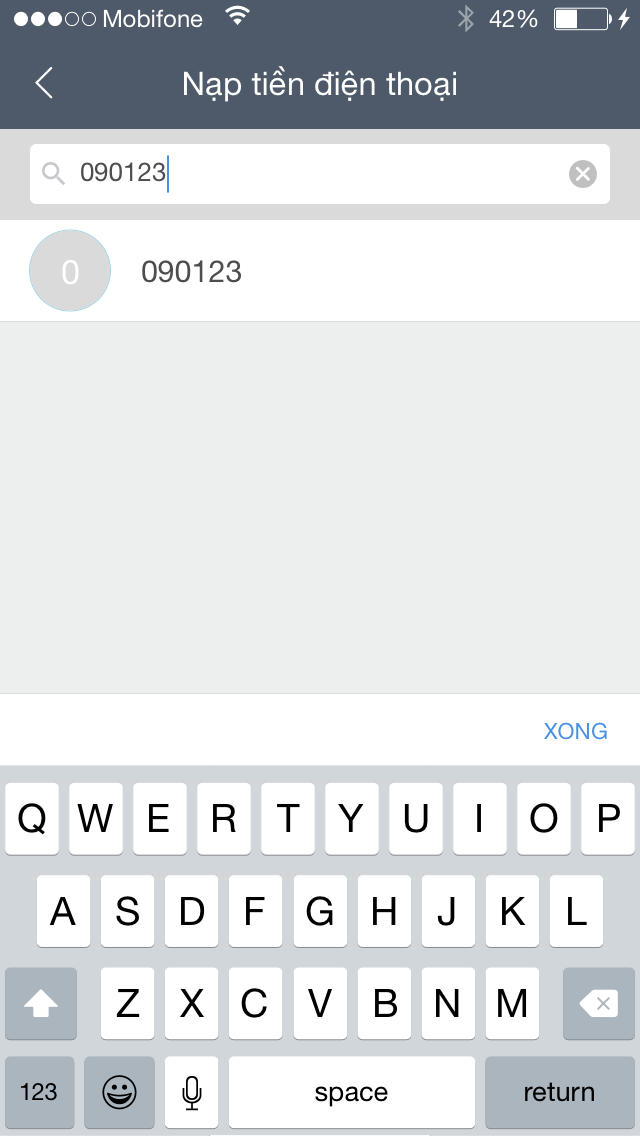 Mobifone 42%
Nạp tiền điện thoại
090123
0 090123
XONG
Q W E R T Y U I O P
A S D F G H J K L
Z X C V B N M
123 space return